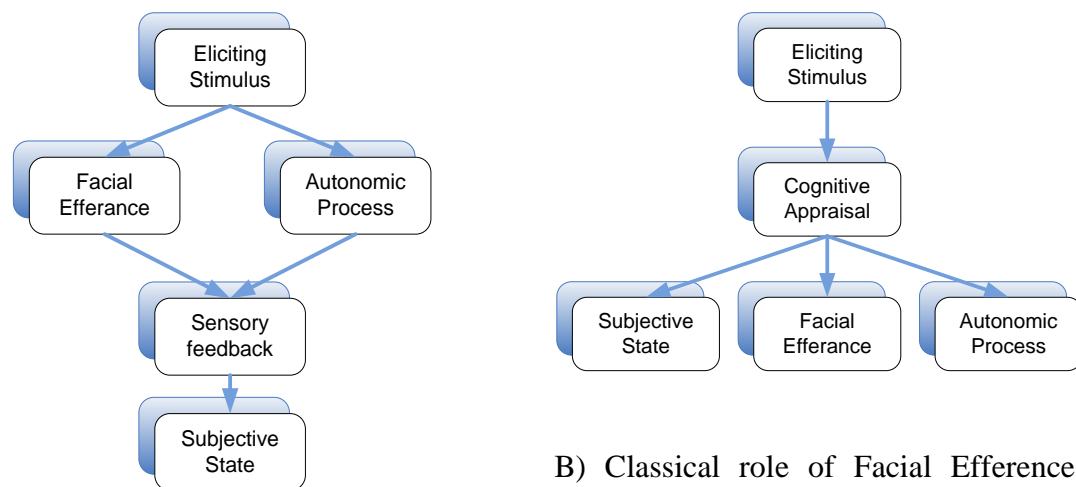 Eliciting
Stimulus
Facial
Efferance
Autonomic
Process
Sensory
feedback
Subjective
State
Eliciting
Stimulus
Cognitive
Appraisal
Subjective
State
Facial
Efferance
Autonomic
Process
B) Classical role of Facial Efference